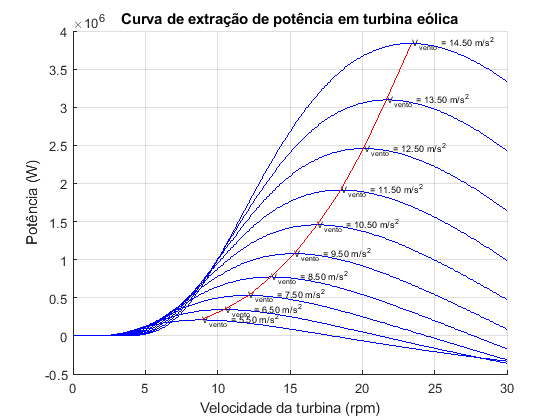 Curva de extração de potência em turbina eólica
×10⁶
4
3.5
3
2.5
2
1.5
1
0.5
0
-0.5
Potência (W)
V_vento = 14.50 m/s²
V_vento = 13.50 m/s²
V_vento = 12.50 m/s²
V_vento = 11.50 m/s²
V_vento = 10.50 m/s²
V_vento = 9.50 m/s²
V_vento = 8.50 m/s²
V_vento = 7.50 m/s²
V_vento = 6.50 m/s²
V_vento = 5.50 m/s²
0 5 10 15 20 25 30
Velocidade da turbina (rpm)